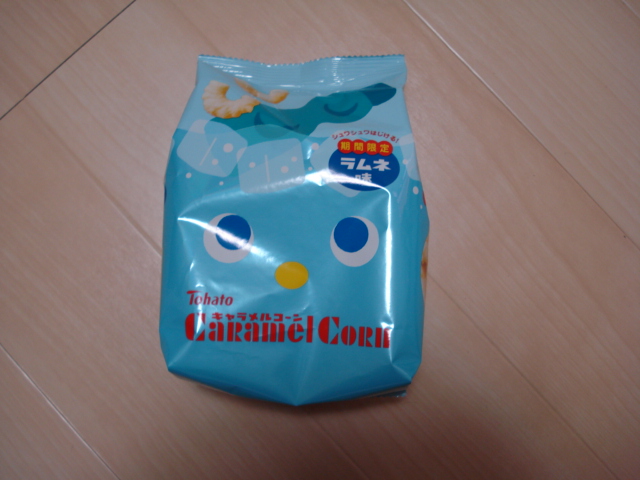 シュワシュワはじける!
期間限定
ラムネ
味
Tohato
キャラメルコーン
Caramel Corn